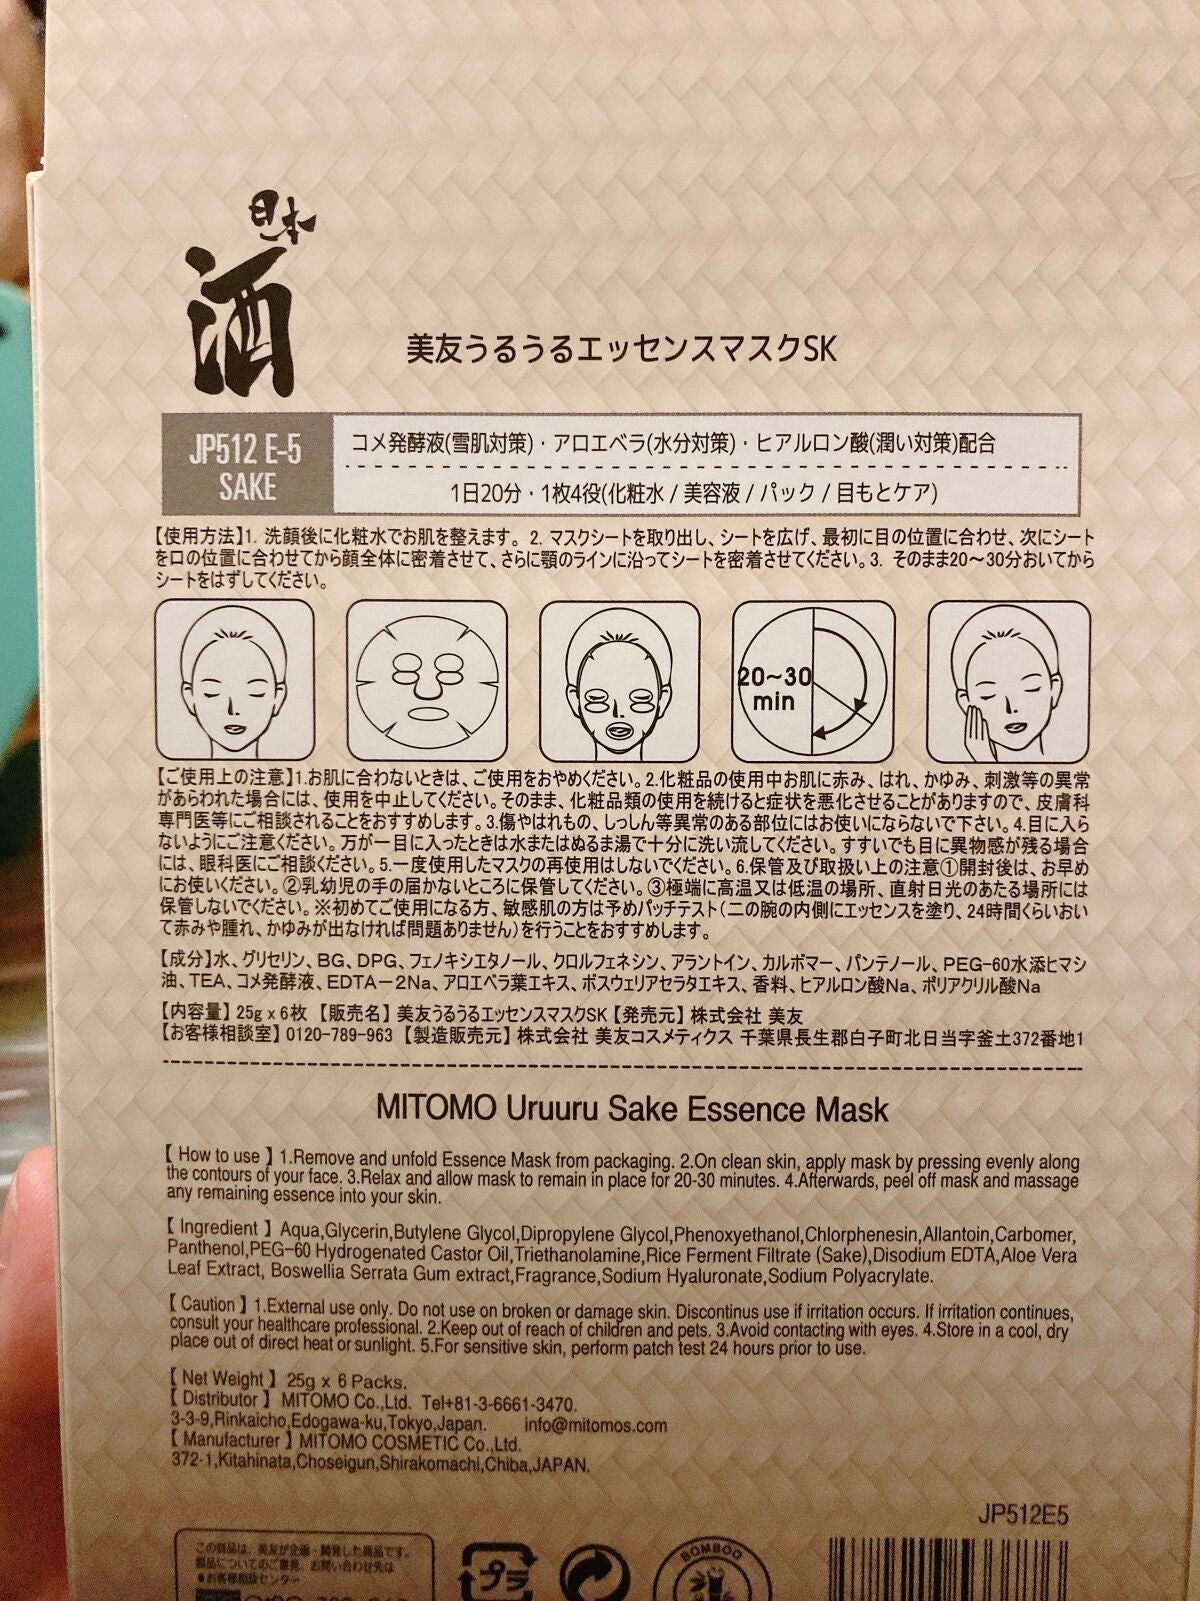 日本
酒
美友うるうるエッセンスマスクSK
JP512 E-5
SAKE
コメ発酵液(雪肌対策)・アロエベラ(水分対策)・ヒアルロン酸(潤い対策)配合
1日20分・1枚4役(化粧水 / 美容液 / パック / 目もとケア)
【使用方法】1. 洗顔後に化粧水でお肌を整えます。2. マスクシートを取り出し、シートを広げ、最初に目の位置に合わせ、次にシート
を口の位置に合わせてから顔全体に密着させて、さらに顎のラインに沿ってシートを密着させてください。3. そのまま20〜30分おいてから
シートをはずしてください。
20~30
min
【ご使用上の注意】1.お肌に合わないときは、ご使用をおやめください。2.化粧品の使用中お肌に赤み、はれ、かゆみ、刺激等の異常
があらわれた場合には、使用を中止してください。そのまま、化粧品類の使用を続けると症状を悪化させることがありますので、皮膚科
専門医等にご相談されることをおすすめします。3.傷やはれもの、しっしん等異常のある部位にはお使いにならないで下さい。4.目に入ら
ないようにご注意ください。万が一目に入ったときは水またはぬるま湯で十分に洗い流してください。すすいでも目に異物感が残る場合
には、眼科医にご相談ください。5.一度使用したマスクの再使用はしないでください。6.保管及び取扱い上の注意①開封後は、お早め
にお使いください。②乳幼児の手の届かないところに保管してください。③極端に高温又は低温の場所、直射日光のあたる場所には
保管しないでください。※初めてご使用になる方、敏感肌の方は予めパッチテスト(二の腕の内側にエッセンスを塗り、24時間くらいおい
て赤みや腫れ、かゆみが出なければ問題ありません)を行うことをおすすめします。
【成分】水、グリセリン、BG、DPG、フェノキシエタノール、クロルフェネシン、アラントイン、カルボマー、パンテノール、PEG-60水添ヒマシ
油、TEA、コメ発酵液、EDTA－2Na、アロエベラ葉エキス、ボスウェリアセラタエキス、香料、ヒアルロン酸Na、ポリアクリル酸Na
【内容量】25g x 6枚 【販売名】美友うるうるエッセンスマスクSK【発売元】株式会社 美友
【お客様相談室】0120-789-963 【製造販売元】株式会社 美友コスメティクス 千葉県長生郡白子町北日当字釜土372番地1
MITOMO Uruuru Sake Essence Mask
【 How to use 】1.Remove and unfold Essence Mask from packaging. 2.On clean skin, apply mask by pressing evenly along
the contours of your face. 3.Relax and allow mask to remain in place for 20-30 minutes. 4.Afterwards, peel off mask and massage
any remaining essence into your skin.
【 Ingredient 】Aqua,Glycerin,Butylene Glycol,Dipropylene Glycol,Phenoxyethanol,Chlorphenesin,Allantoin,Carbomer,
Panthenol,PEG-60 Hydrogenated Castor Oil,Triethanolamine,Rice Ferment Filtrate (Sake),Disodium EDTA,Aloe Vera
Leaf Extract, Boswellia Serrata Gum extract,Fragrance,Sodium Hyaluronate,Sodium Polyacrylate.
【 Caution 】1.External use only. Do not use on broken or damage skin. Discontinus use if irritation occurs. If irritation continues,
consult your healthcare professional. 2.Keep out of reach of children and pets. 3.Avoid contacting with eyes. 4.Store in a cool, dry
place out of direct heat or sunlight. 5.For sensitive skin, perform patch test 24 hours prior to use.
【 Net Weight 】25g x 6 Packs.
【 Distributor 】MITOMO Co.,Ltd. Tel+81-3-6661-3470.
3-3-9,Rinkaicho,Edogawa-ku,Tokyo,Japan. info@mitomos.com
【 Manufacturer 】MITOMO COSMETIC Co.,Ltd.
372-1,Kitahinata,Choseigun,Shirakomachi,Chiba,JAPAN.
JP512E5
この商品は、美友が企画・開発した商品です。
製品についてのご意見、お問い合わせ先は
●お客様相談センター
プラ
BOMBOO